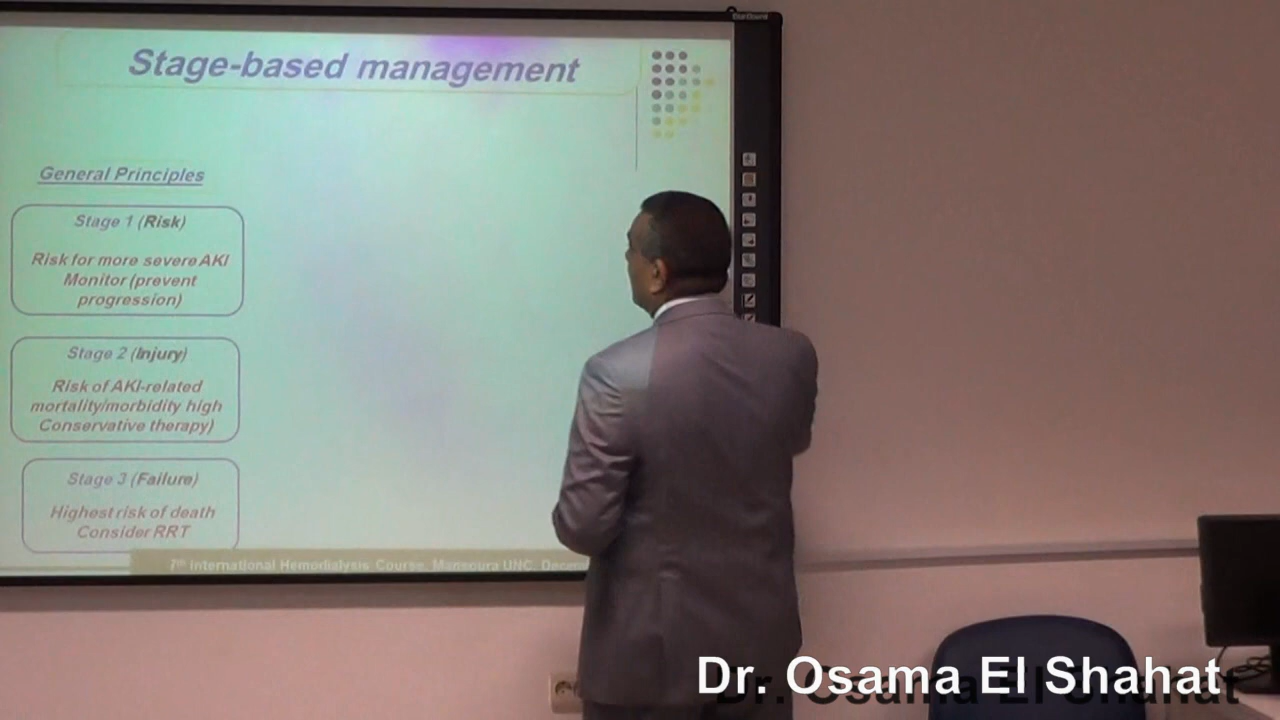 Stage-based management
General Principles
Stage 1 (Risk)
Risk for more severe AKI
Monitor (prevent
progression)
Stage 2 (Injury)
Risk of AKI-related
mortality/morbidity high
Conservative therapy)
Stage 3 (Failure)
Highest risk of death
Consider RRT
7th International Hemodialysis Course, Mansoura UNC,
Dr. Osama El Shahat